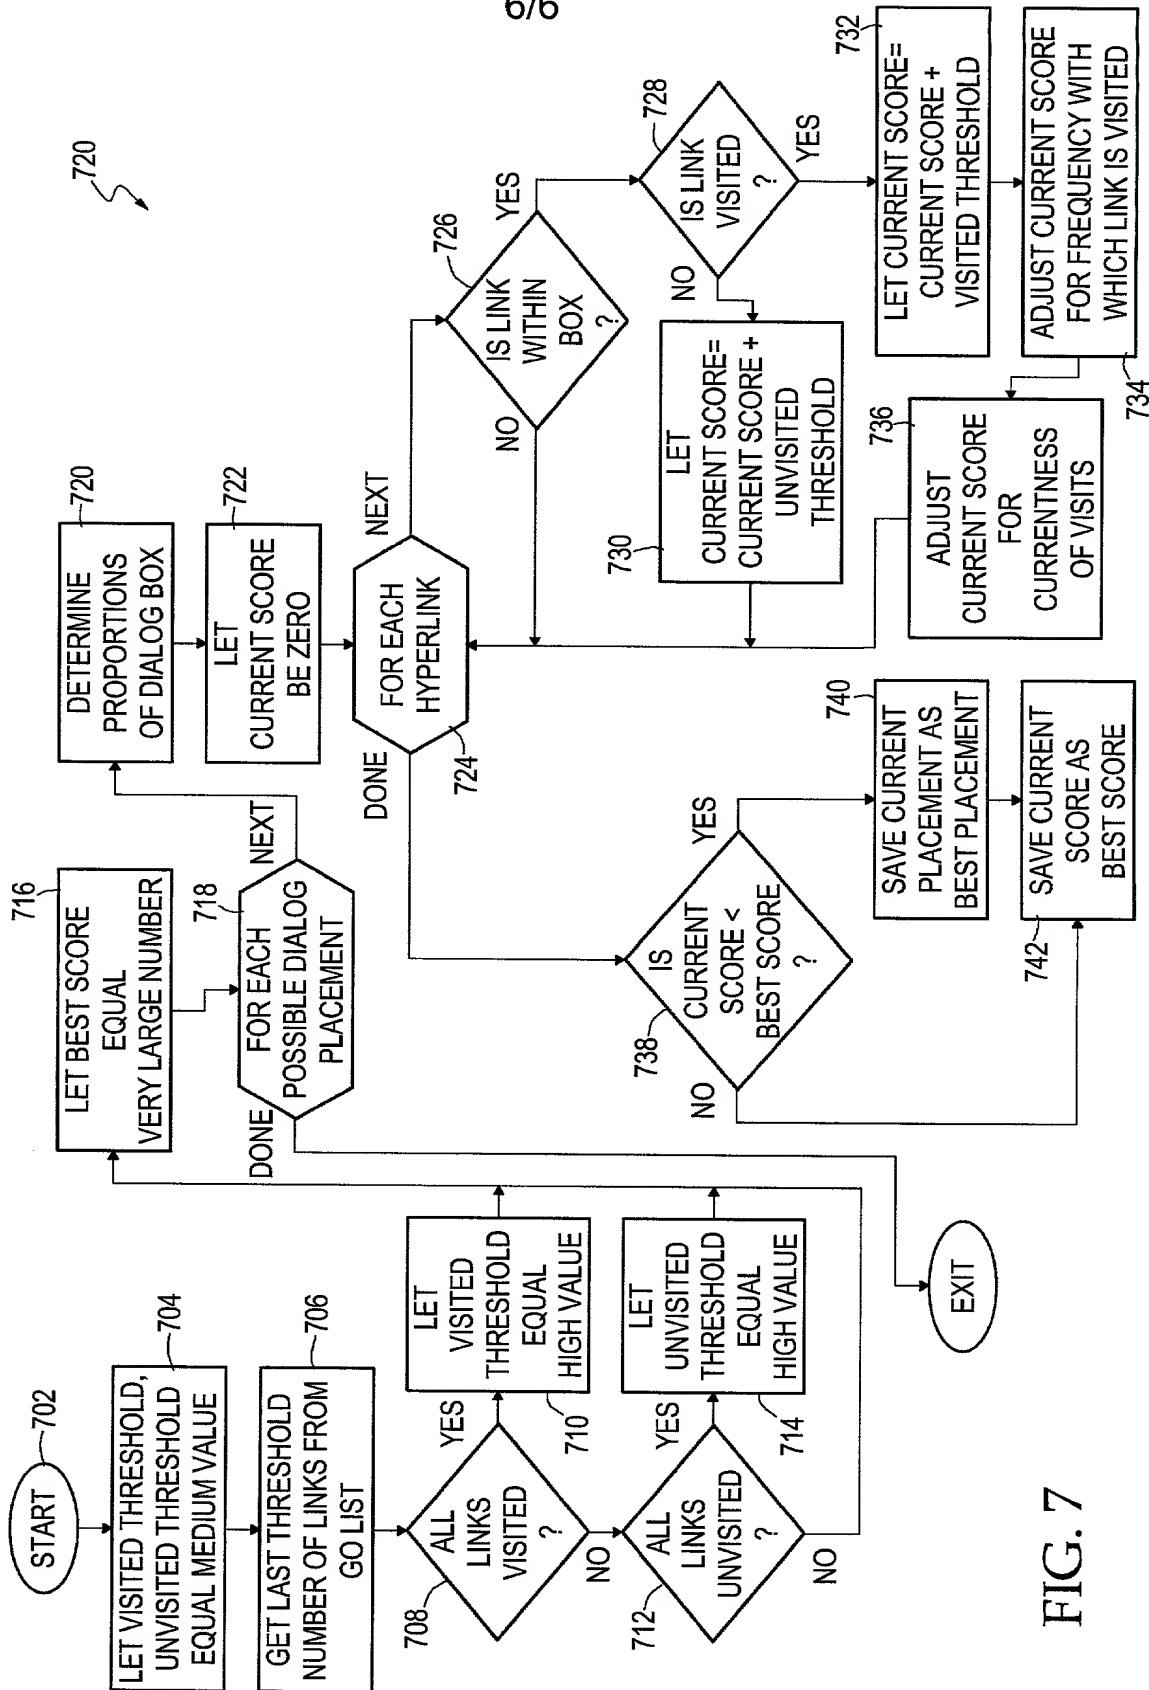 6/6
720
START
702
LET VISITED THRESHOLD,
UNVISITED THRESHOLD
EQUAL MEDIUM VALUE
704
GET LAST THRESHOLD
NUMBER OF LINKS FROM
GO LIST
706
ALL
LINKS
VISITED
?
708
YES
NO
LET
VISITED
THRESHOLD
EQUAL
HIGH VALUE
710
ALL
LINKS
UNVISITED
?
712
YES
NO
LET
UNVISITED
THRESHOLD
EQUAL
HIGH VALUE
714
LET BEST SCORE
EQUAL
VERY LARGE NUMBER
716
FOR EACH
POSSIBLE DIALOG
PLACEMENT
718
DONE
NEXT
EXIT
DETERMINE
PROPORTIONS
OF DIALOG BOX
720
LET
CURRENT SCORE
BE ZERO
722
FOR EACH
HYPERLINK
724
DONE
NEXT
IS LINK
WITHIN
BOX
?
726
YES
NO
IS LINK
VISITED
?
728
YES
NO
LET
CURRENT SCORE=
CURRENT SCORE +
UNVISITED
THRESHOLD
730
LET CURRENT SCORE=
CURRENT SCORE +
VISITED THRESHOLD
732
ADJUST CURRENT SCORE
FOR FREQUENCY WITH
WHICH LINK IS VISITED
734
ADJUST
CURRENT SCORE
FOR
CURRENTNESS
OF VISITS
736
IS
CURRENT
SCORE <
BEST SCORE
?
738
YES
NO
SAVE CURRENT
PLACEMENT AS
BEST PLACEMENT
740
SAVE CURRENT
SCORE AS
BEST SCORE
742
FIG. 7